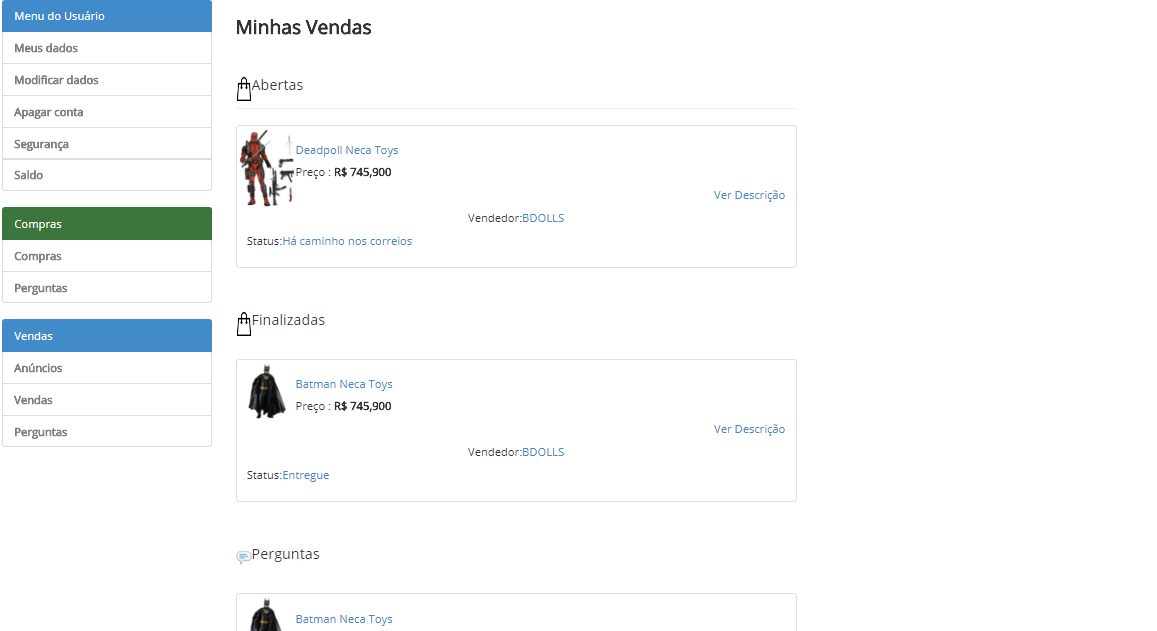 Menu do Usuário
Meus dados
Modificar dados
Apagar conta
Segurança
Saldo
Compras
Compras
Perguntas
Vendas
Anúncios
Vendas
Perguntas
Minhas Vendas
Abertas
Deadpoll Neca Toys
Preço : R$ 745,900
Ver Descrição
Vendedor:BDOLLS
Status:Há caminho nos correios
Finalizadas
Batman Neca Toys
Preço : R$ 745,900
Ver Descrição
Vendedor:BDOLLS
Status:Entregue
Perguntas
Batman Neca Toys